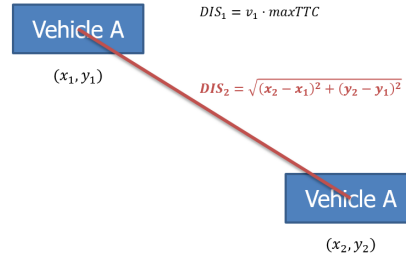 Vehicle A
DIS₁ = v₁ · maxTTC
(x₁, y₁)
DIS₂ = √(x₂ − x₁)² + (y₂ − y₁)²
Vehicle A
(x₂, y₂)